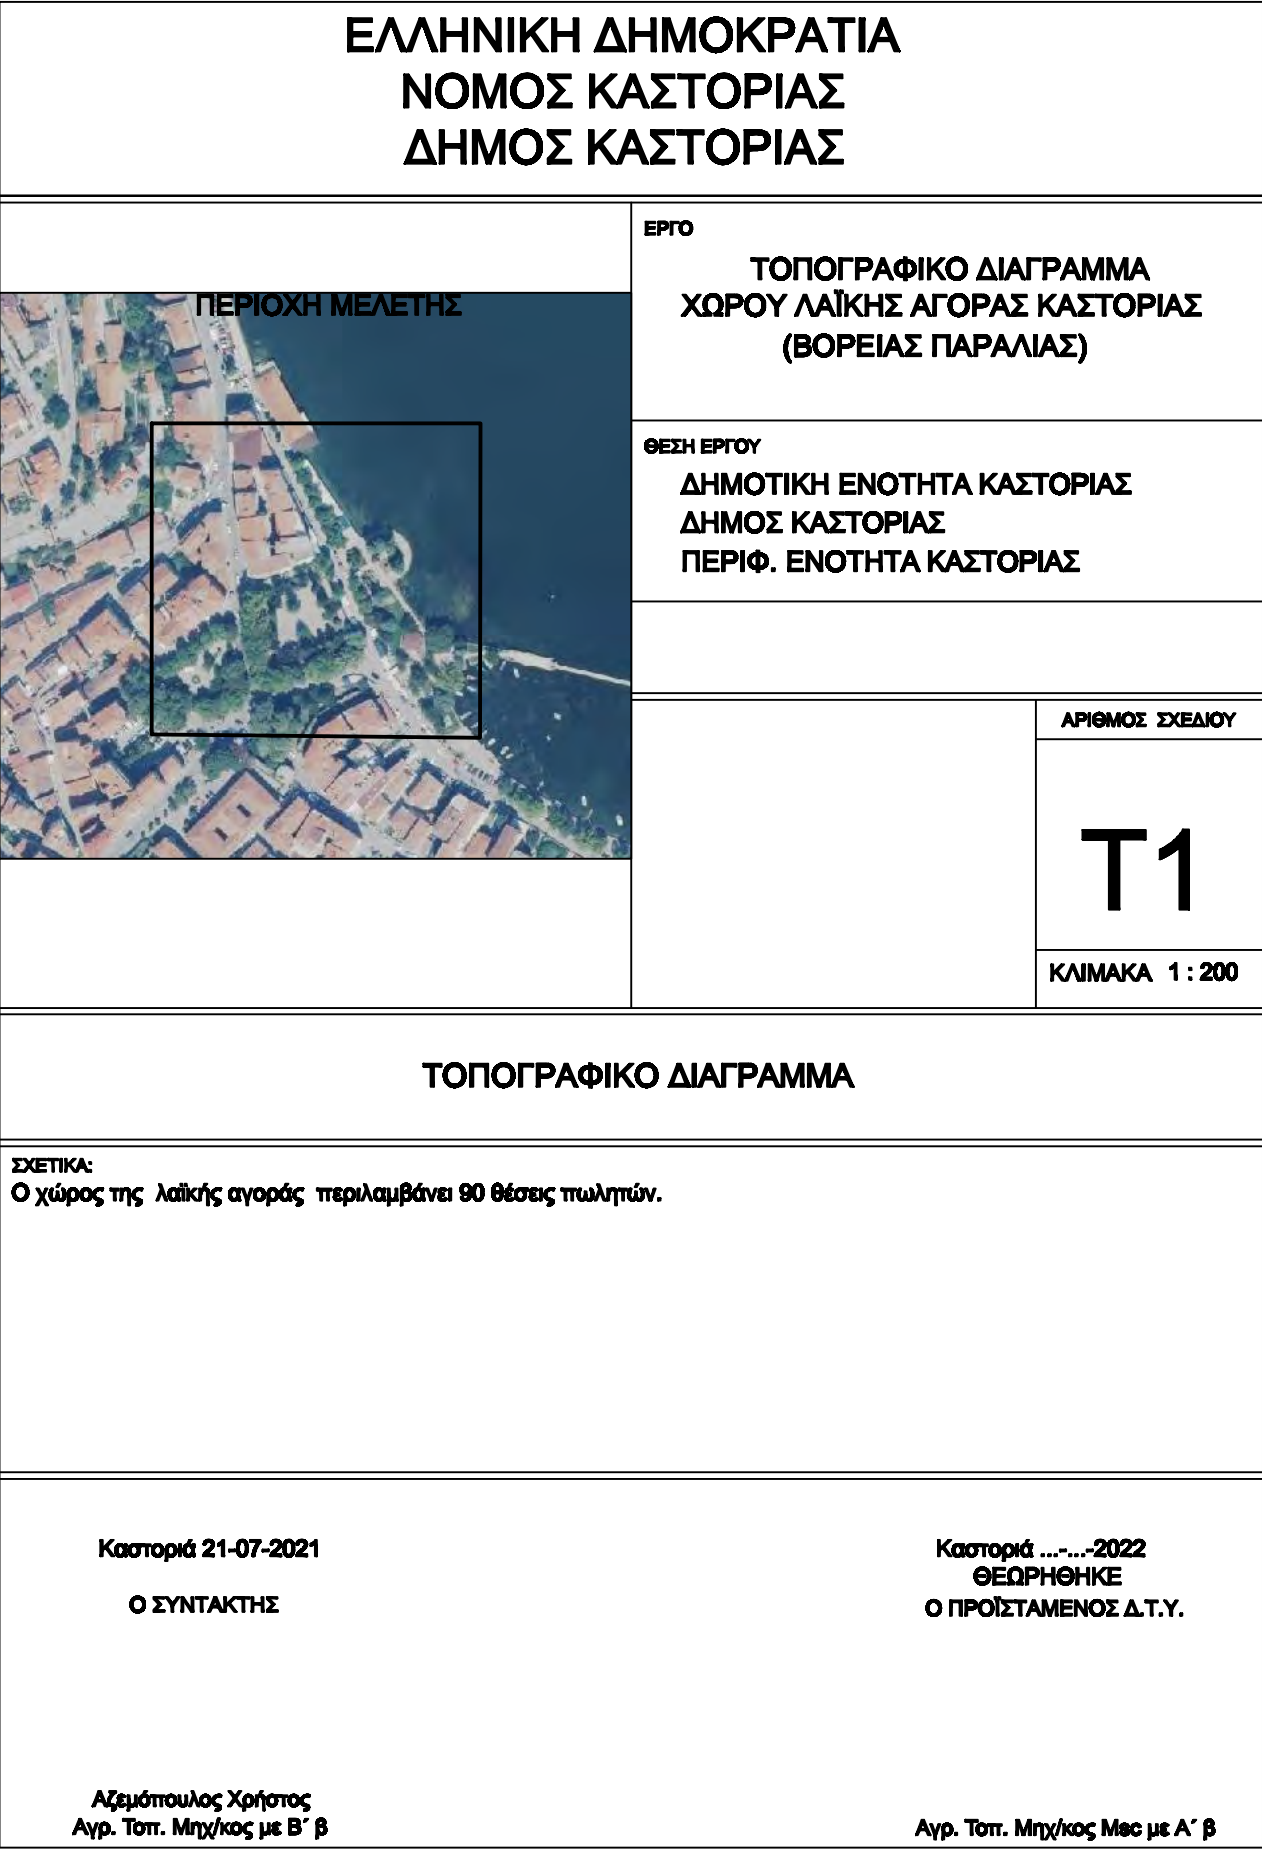 ΕΛΛΗΝΙΚΗ ΔΗΜΟΚΡΑΤΙΑ
ΝΟΜΟΣ ΚΑΣΤΟΡΙΑΣ
ΔΗΜΟΣ ΚΑΣΤΟΡΙΑΣ
ΠΕΡΙΟΧΗ ΜΕΛΕΤΗΣ
ΕΡΓΟ
ΤΟΠΟΓΡΑΦΙΚΟ ΔΙΑΓΡΑΜΜΑ
ΧΩΡΟΥ ΛΑΪΚΗΣ ΑΓΟΡΑΣ ΚΑΣΤΟΡΙΑΣ
(ΒΟΡΕΙΑΣ ΠΑΡΑΛΙΑΣ)
ΘΕΣΗ ΕΡΓΟΥ
ΔΗΜΟΤΙΚΗ ΕΝΟΤΗΤΑ ΚΑΣΤΟΡΙΑΣ
ΔΗΜΟΣ ΚΑΣΤΟΡΙΑΣ
ΠΕΡΙΦ. ΕΝΟΤΗΤΑ ΚΑΣΤΟΡΙΑΣ
ΑΡΙΘΜΟΣ ΣΧΕΔΙΟΥ
Τ1
ΚΛΙΜΑΚΑ 1 : 200
ΤΟΠΟΓΡΑΦΙΚΟ ΔΙΑΓΡΑΜΜΑ
ΣΧΕΤΙΚΑ:
Ο χώρος της λαϊκής αγοράς περιλαμβάνει 90 θέσεις πωλητών.
Καστοριά 21-07-2021
Ο ΣΥΝΤΑΚΤΗΣ
Αζεμόπουλος Χρήστος
Αγρ. Τοπ. Μηχ/κος με Β΄ β
Καστοριά ...-...-2022
ΘΕΩΡΗΘΗΚΕ
Ο ΠΡΟΪΣΤΑΜΕΝΟΣ Δ.Τ.Υ.
Αγρ. Τοπ. Μηχ/κος Msc με Α΄ β